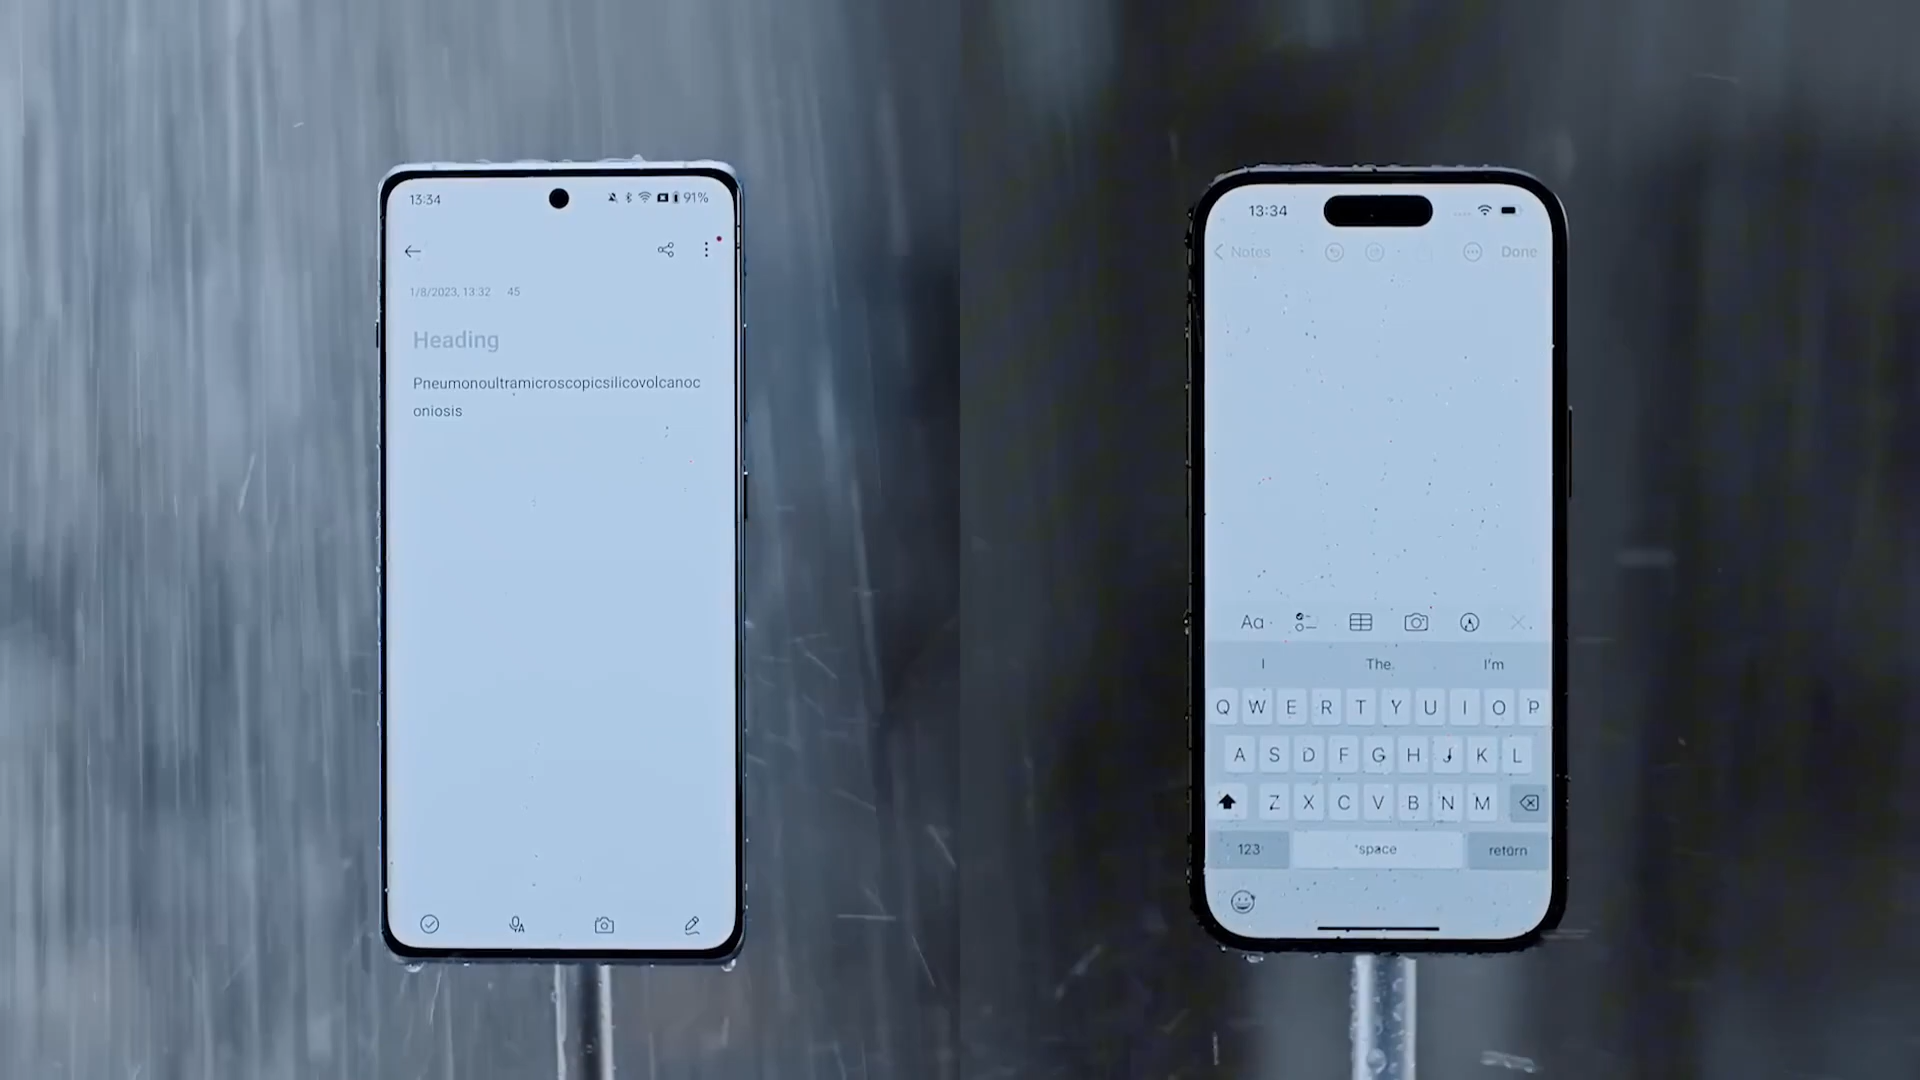 13:34 91%
1/8/2023, 13:32 45
Heading
Pneumonoultramicroscopicsilicovolcanoc
oniosis
13:34
Notes Done
Aa
I The I'm
Q W E R T Y U I O P
A S D F G H J K L
Z X C V B N M
123 space return